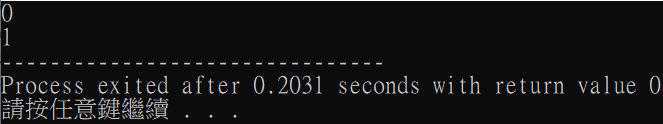 0
1
--------------------------------
Process exited after 0.2031 seconds with return value 0
請按任意鍵繼續 . . .